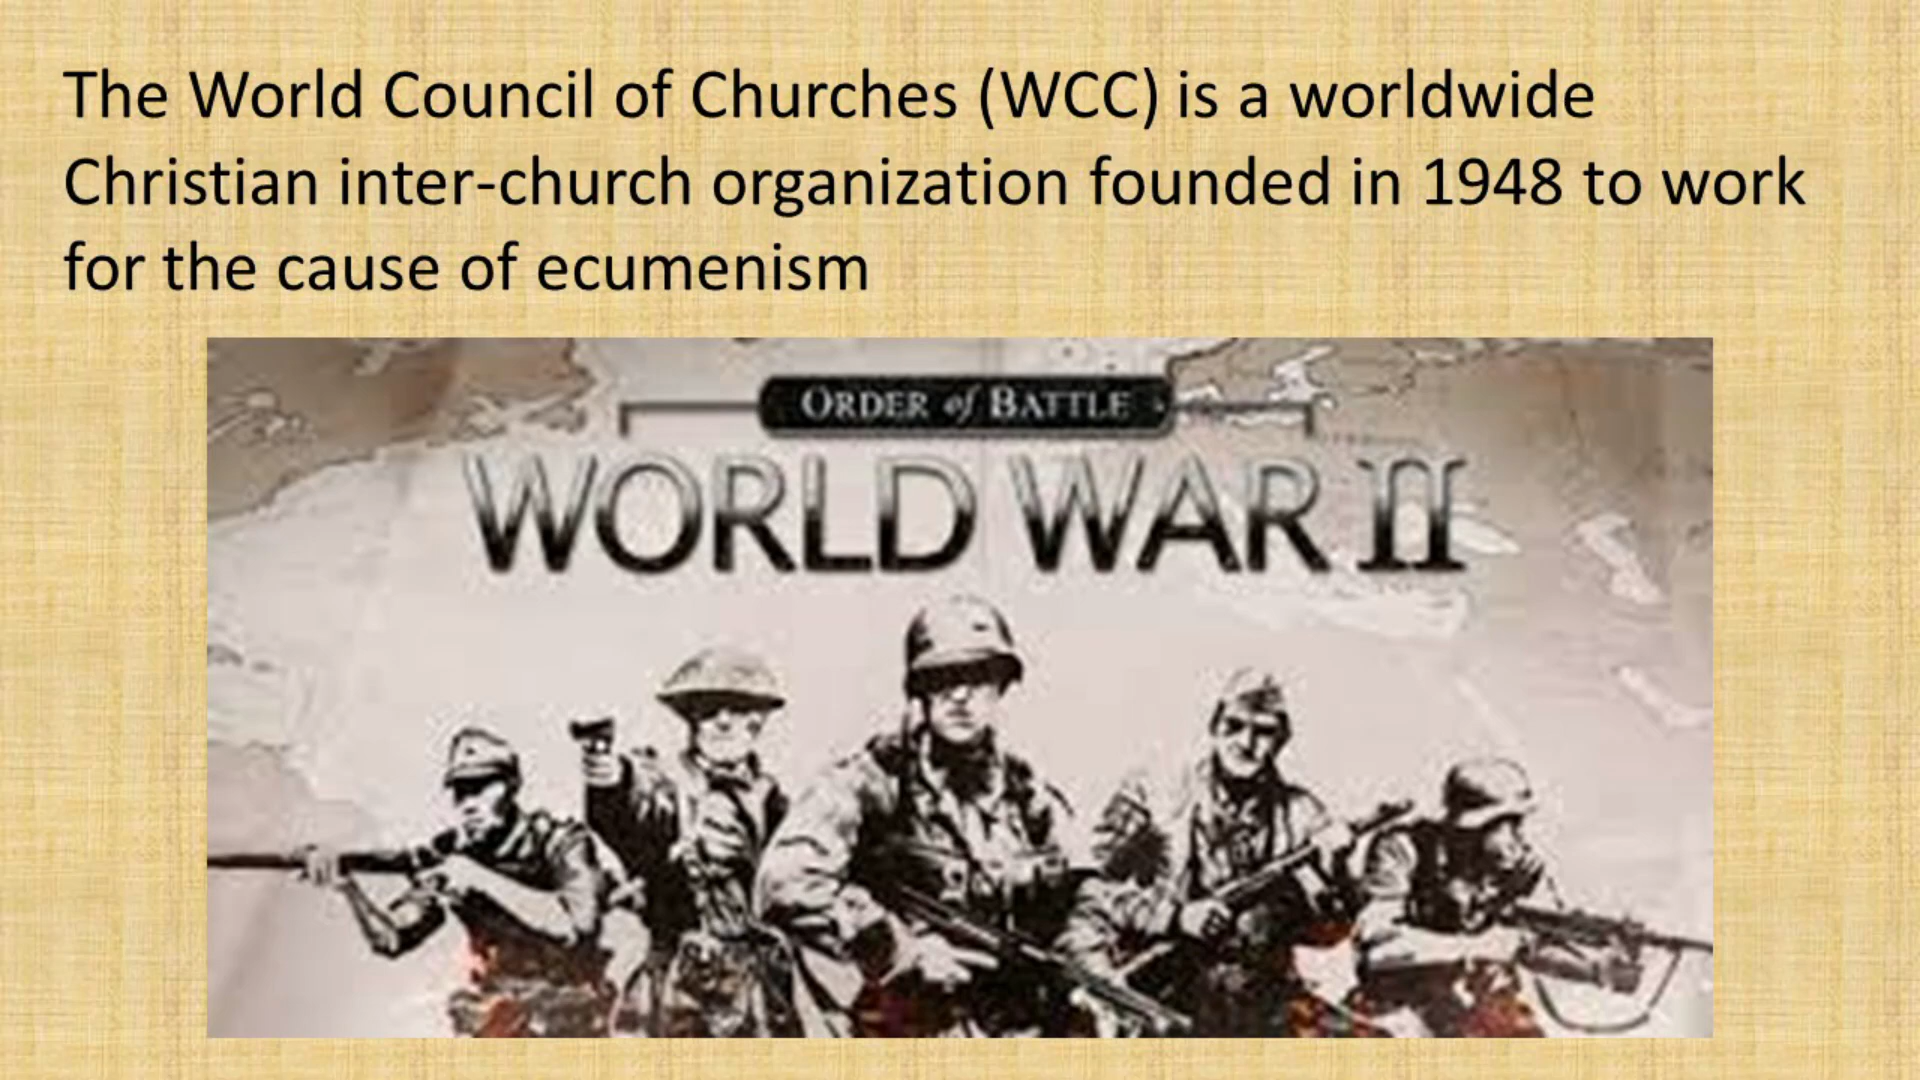 The World Council of Churches (WCC) is a worldwide
Christian inter-church organization founded in 1948 to work
for the cause of ecumenism
ORDER of BATTLE
WORLD WAR II